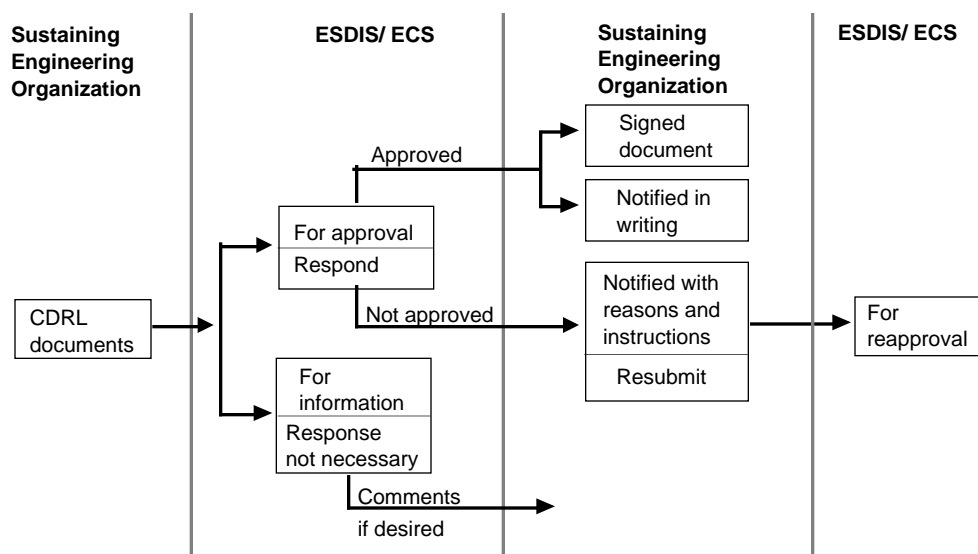 Sustaining
Engineering
Organization
ESDIS/ ECS
Sustaining
Engineering
Organization
ESDIS/ ECS
CDRL
documents
For approval
Respond
Approved
Not approved
For
information
Response
not necessary
Comments
if desired
Signed
document
Notified in
writing
Notified with
reasons and
instructions
Resubmit
For
reapproval